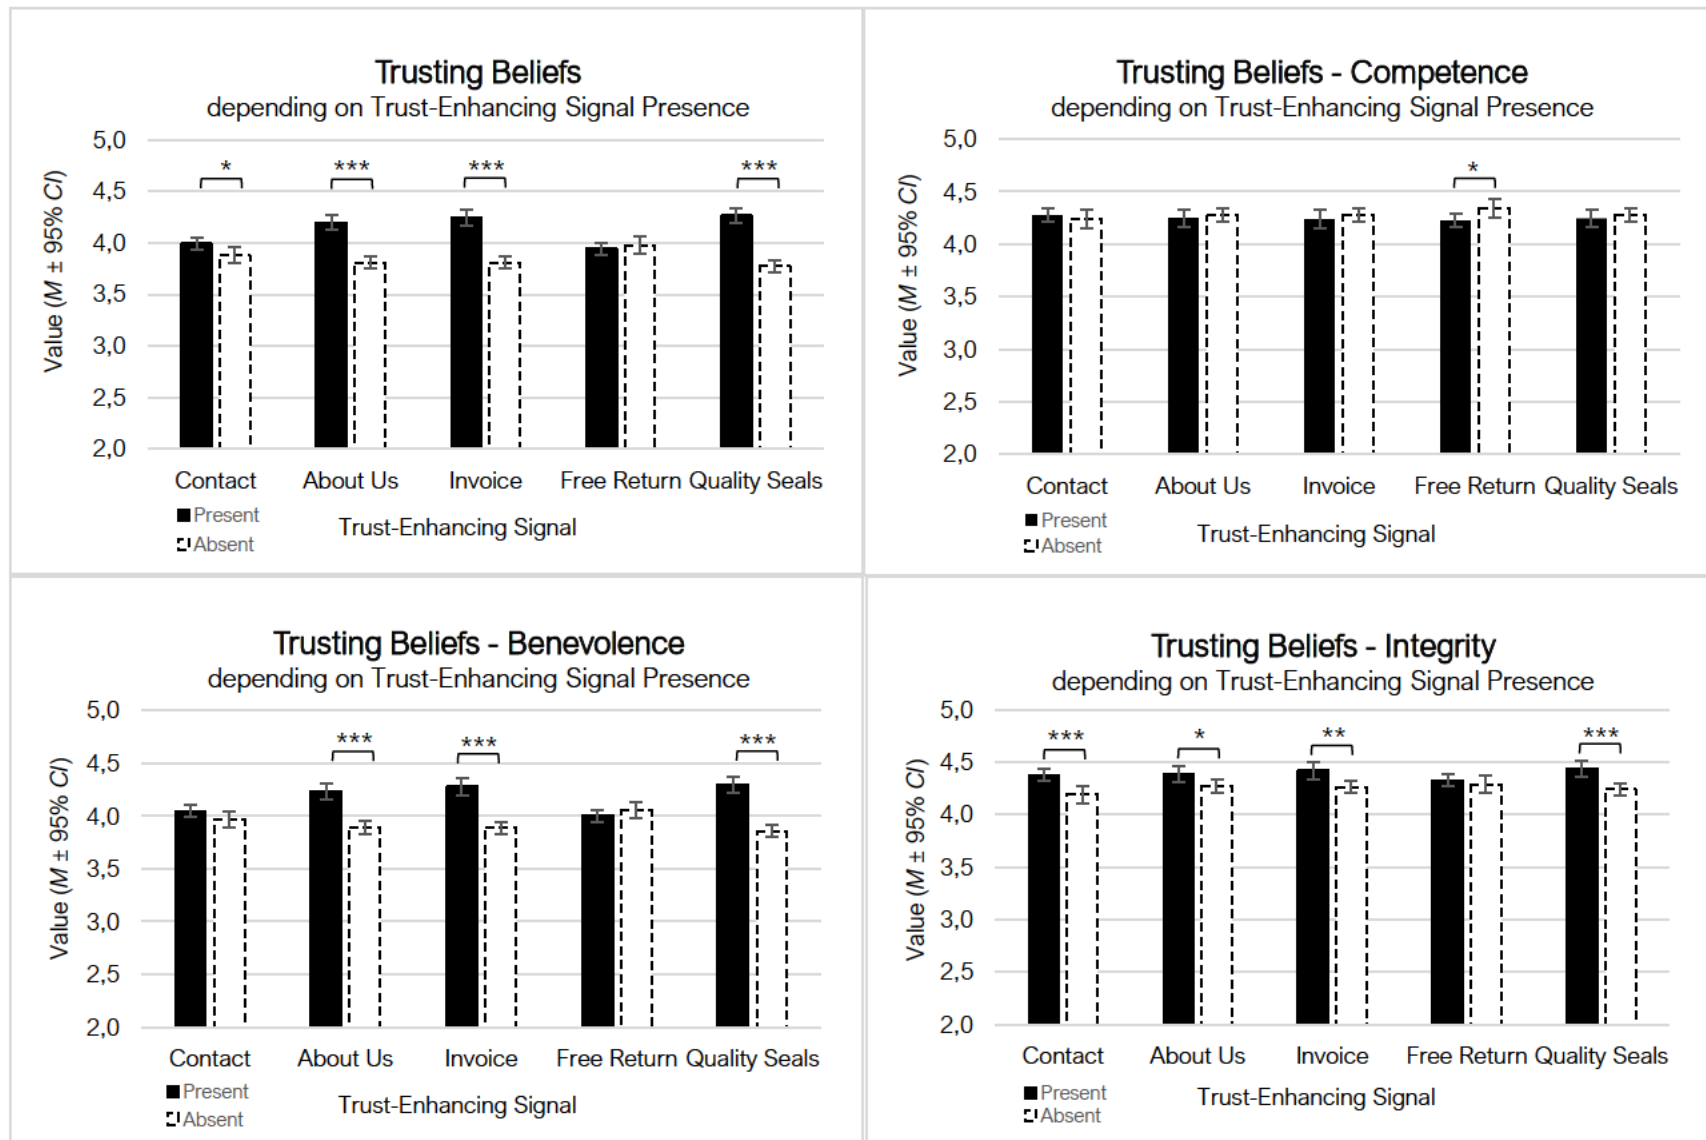 Trusting Beliefs
depending on Trust-Enhancing Signal Presence
Value (M ± 95% CI)
5,0
4,5
4,0
3,5
3,0
2,5
2,0
* *** *** ***
Contact About Us Invoice Free Return Quality Seals
Present
Absent
Trust-Enhancing Signal
Trusting Beliefs - Competence
depending on Trust-Enhancing Signal Presence
Value (M ± 95% CI)
5,0
4,5
4,0
3,5
3,0
2,5
2,0
*
Contact About Us Invoice Free Return Quality Seals
Present
Absent
Trust-Enhancing Signal
Trusting Beliefs - Benevolence
depending on Trust-Enhancing Signal Presence
Value (M ± 95% CI)
5,0
4,5
4,0
3,5
3,0
2,5
2,0
*** *** ***
Contact About Us Invoice Free Return Quality Seals
Present
Absent
Trust-Enhancing Signal
Trusting Beliefs - Integrity
depending on Trust-Enhancing Signal Presence
Value (M ± 95% CI)
5,0
4,5
4,0
3,5
3,0
2,5
2,0
*** * ** ***
Contact About Us Invoice Free Return Quality Seals
Present
Absent
Trust-Enhancing Signal